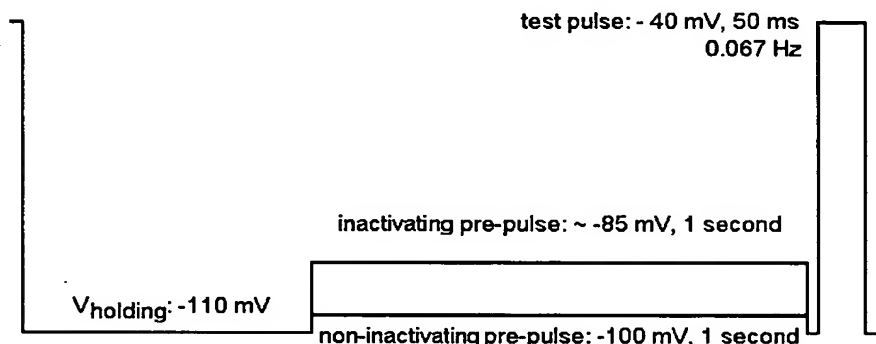 test pulse: - 40 mV, 50 ms
0.067 Hz
inactivating pre-pulse: ~ -85 mV, 1 second
Vholding: -110 mV
non-inactivating pre-pulse: -100 mV, 1 second